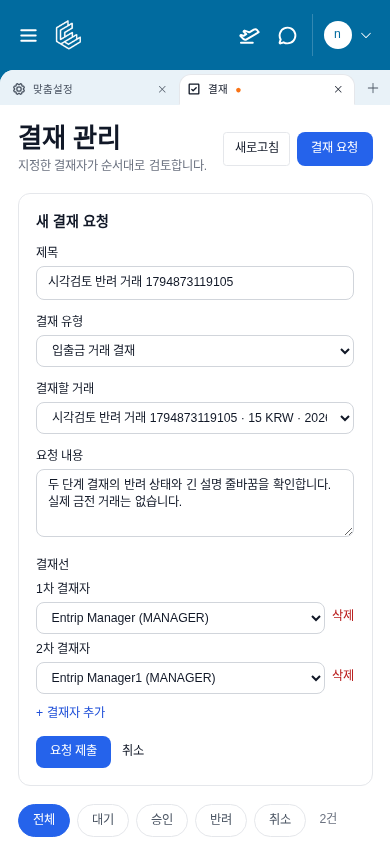 n
맞춤설정
결재
결재 관리
지정한 결재자가 순서대로 검토합니다.
새로고침
결재 요청
새 결재 요청
제목
시각검토 반려 거래 1794873119105
결재 유형
입출금 거래 결재
결재할 거래
시각검토 반려 거래 1794873119105 · 15 KRW · 2026
요청 내용
두 단계 결재의 반려 상태와 긴 설명 줄바꿈을 확인합니다.
실제 금전 거래는 없습니다.
결재선
1차 결재자
Entrip Manager (MANAGER)
삭제
2차 결재자
Entrip Manager1 (MANAGER)
삭제
+ 결재자 추가
요청 제출
취소
전체
대기
승인
반려
취소
2건